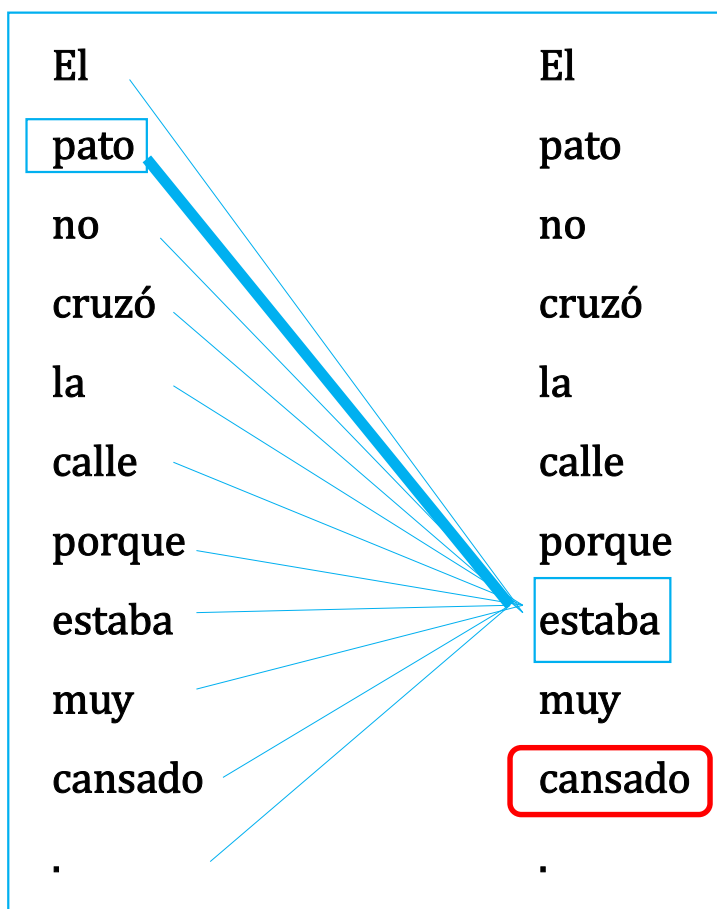 El El
pato pato
no no
cruzó cruzó
la la
calle calle
porque porque
estaba estaba
muy muy
cansado cansado
. .